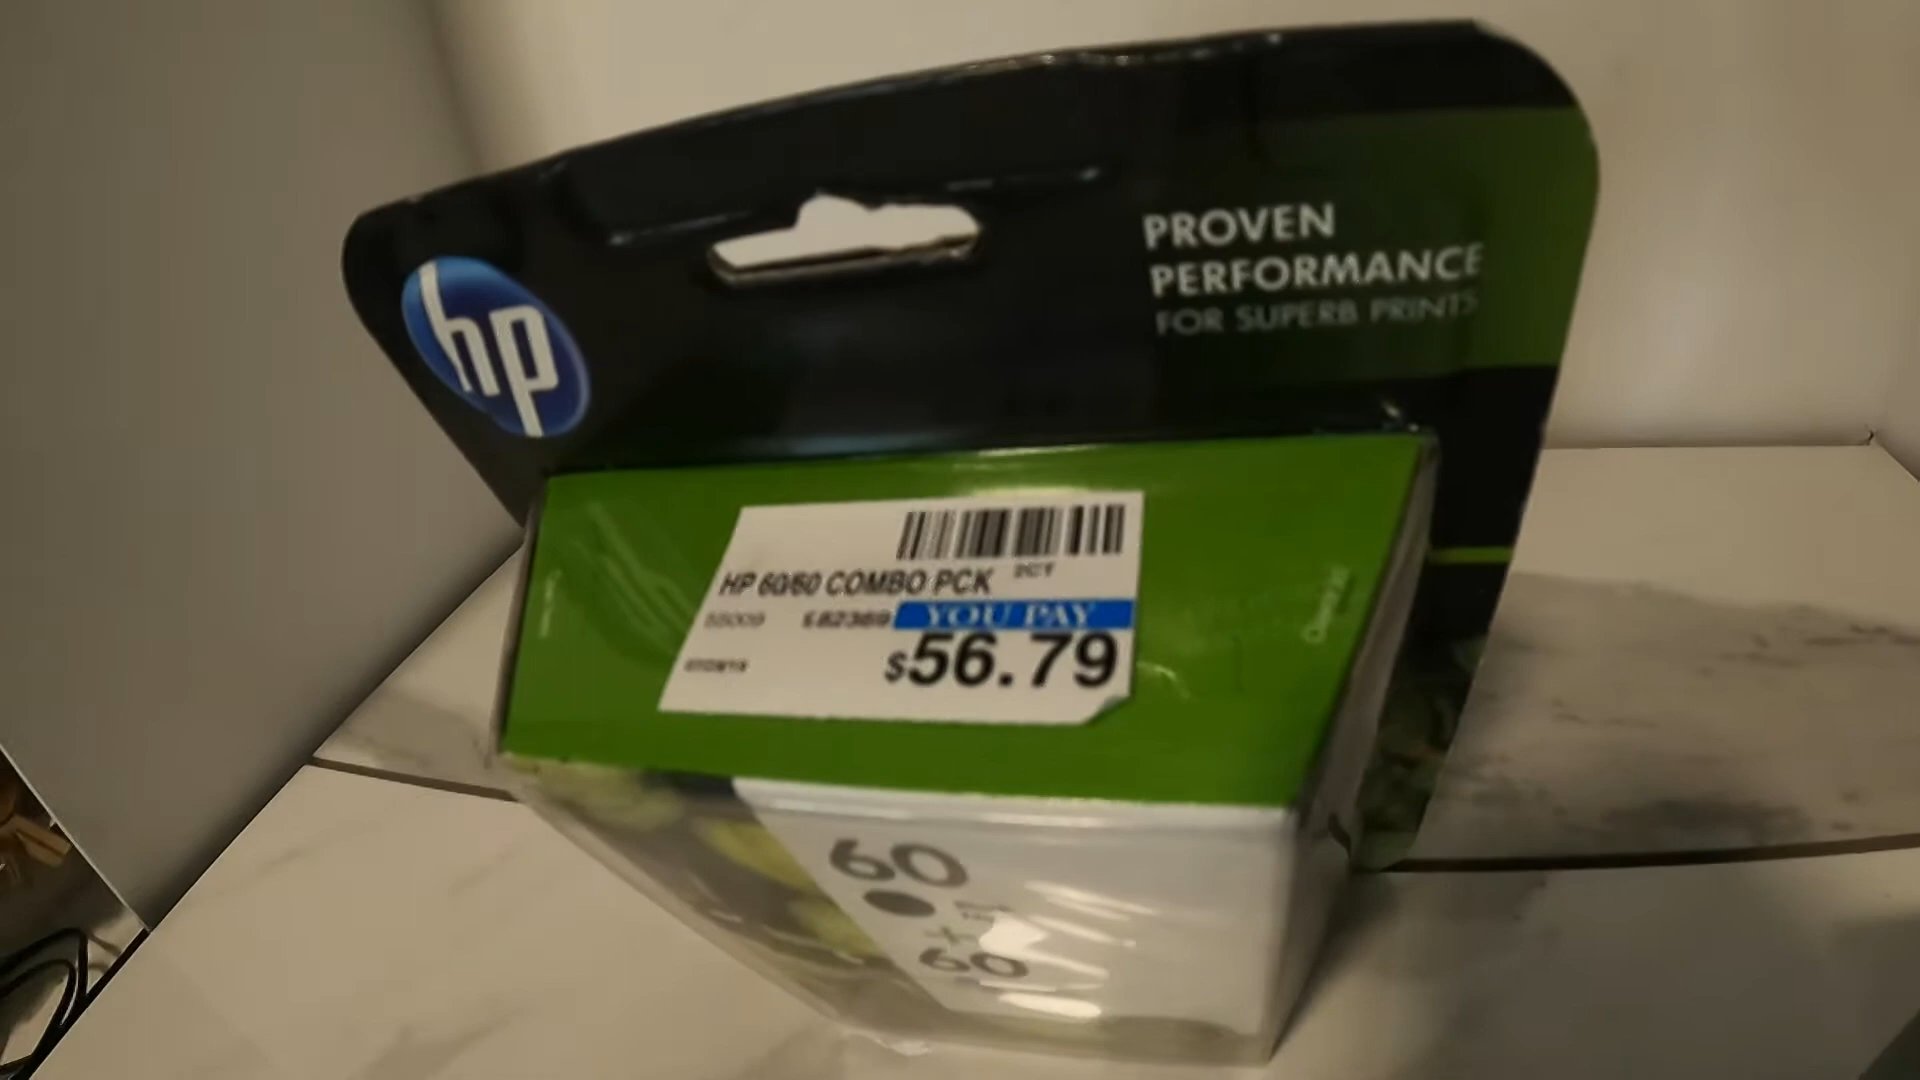 hp
PROVEN
PERFORMANCE
FOR SUPERB PRINTS
HP 60/60 COMBO PCK
YOU PAY
$56.79
60
60